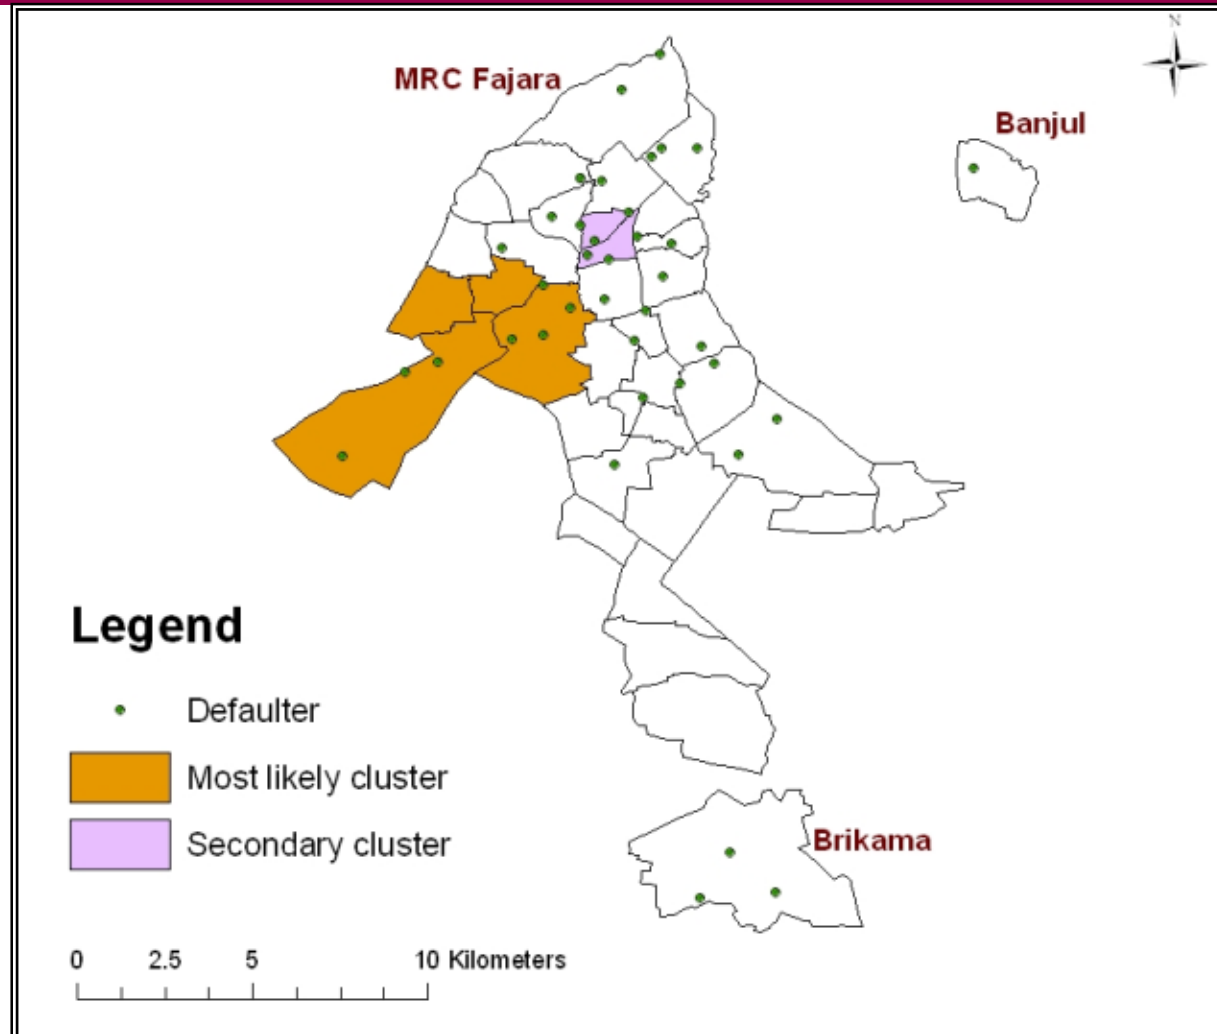 N
MRC Fajara
Banjul
Legend
Defaulter
Most likely cluster
Secondary cluster
Brikama
0 2.5 5 10 Kilometers